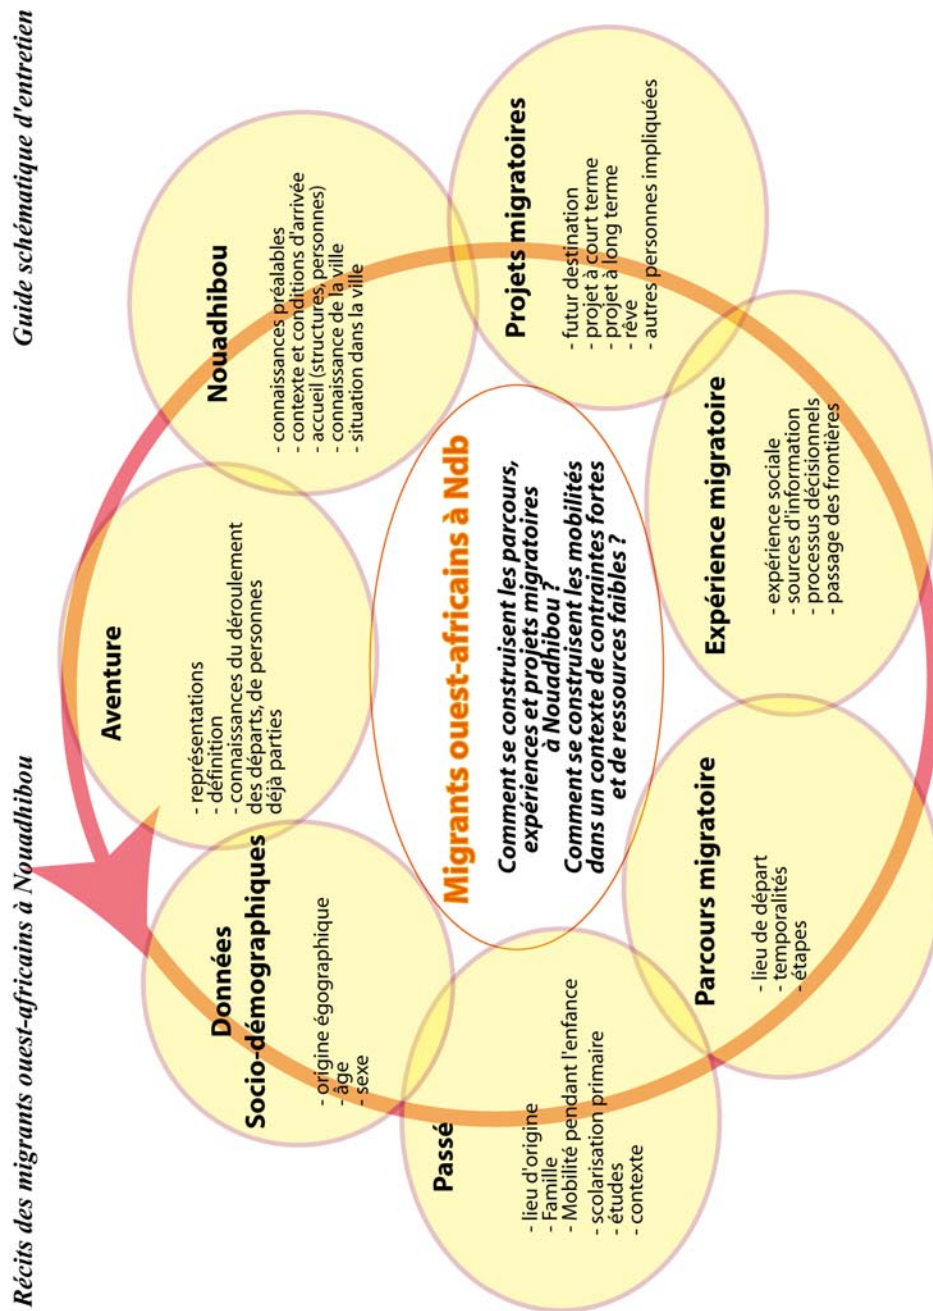 Récits des migrants ouest-africains à Nouadhibou
Guide schématique d'entretien
Données
Socio-démographiques
- origine égographique
- âge
- sexe
Aventure
- représentations
- définition
- connaissances du déroulement
des départs, de personnes
déjà parties
Nouadhibou
- connaissances préalables
- contexte et conditions d'arrivée
- accueil (structures, personnes)
- connaissance de la ville
- situation dans la ville
Migrants ouest-africains à Ndb
Comment se construisent les parcours,
expériences et projets migratoires
à Nouadhibou ?
Comment se construisent les mobilités
dans un contexte de contraintes fortes
et de ressources faibles ?
Projets migratoires
- futur destination
- projet à court terme
- projet à long terme
- rêve
- autres personnes impliquées
Passé
- lieu d'origine
- Famille
- Mobilité pendant l'enfance
- scolarisation primaire
- études
- contexte
Parcours migratoire
- lieu de départ
- temporalités
- étapes
Expérience migratoire
- expérience sociale
- sources d'information
- processus décisionnels
- passage des frontières